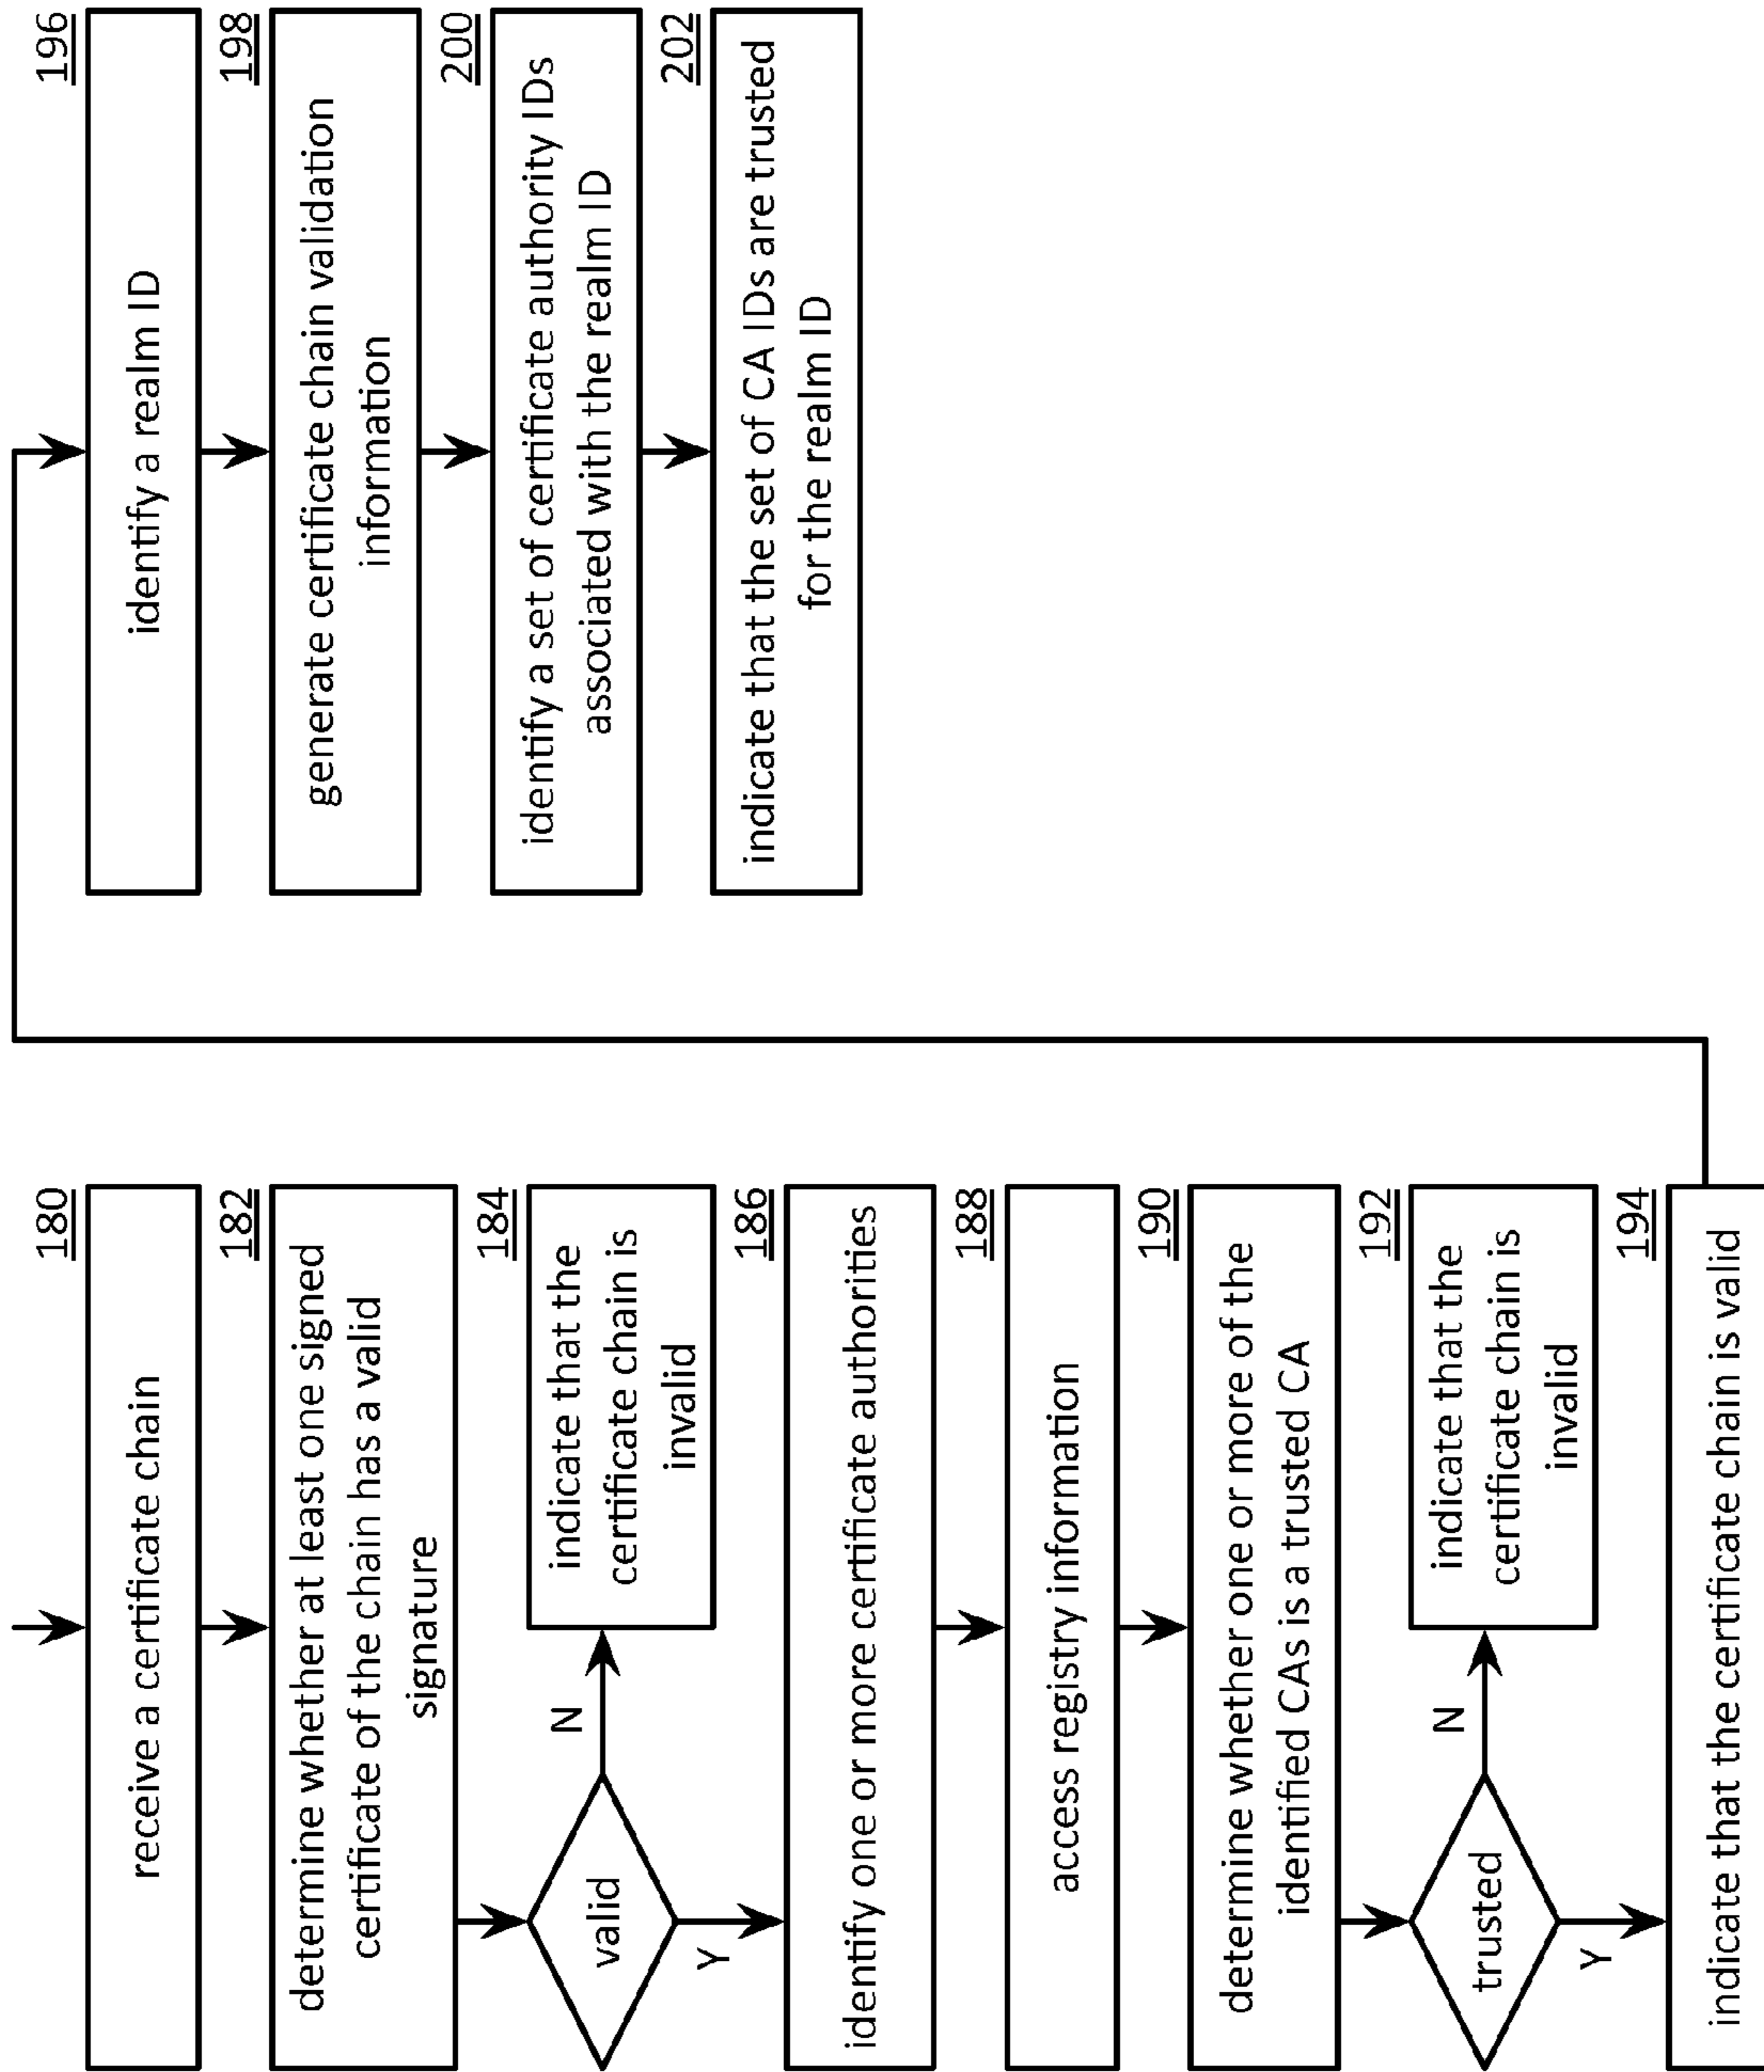 180
receive a certificate chain
182
determine whether at least one signed
certificate of the chain has a valid
signature
184
valid
N
indicate that the
certificate chain is
invalid
Y
186
identify one or more certificate authorities
188
access registry information
190
determine whether one or more of the
identified CAs is a trusted CA
192
trusted
N
indicate that the
certificate chain is
invalid
Y
194
indicate that the certificate chain is valid
196
identify a realm ID
198
generate certificate chain validation
information
200
identify a set of certificate authority IDs
associated with the realm ID
202
indicate that the set of CA IDs are trusted
for the realm ID